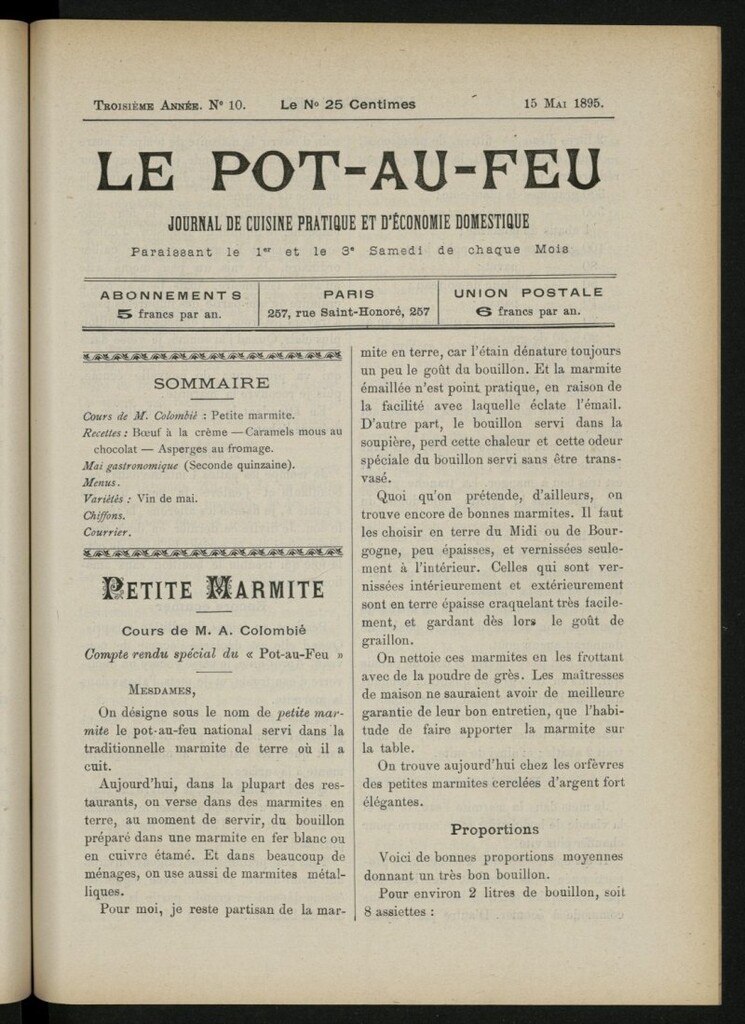 TROISIÈME ANNÉE. N° 10.
Le N° 25 Centimes
15 MAI 1895.
LE POT-AU-FEU
JOURNAL DE CUISINE PRATIQUE ET D'ÉCONOMIE DOMESTIQUE
Paraissant le 1er et le 3e Samedi de chaque Mois
ABONNEMENTS
5 francs par an.
PARIS
257, rue Saint-Honoré, 257
UNION POSTALE
6 francs par an.
SOMMAIRE
Cours de M. Colombié : Petite marmite.
Recettes : Bœuf à la crème — Caramels mous au
chocolat — Asperges au fromage.
Mai gastronomique (Seconde quinzaine).
Menus.
Variétés : Vin de mai.
Chiffons.
Courrier.
PETITE MARMITE
Cours de M. A. Colombié
Compte rendu spécial du « Pot-au-Feu »
MESDAMES,
On désigne sous le nom de petite mar-
mite le pot-au-feu national servi dans la
traditionnelle marmite de terre où il a
cuit.
Aujourd'hui, dans la plupart des res-
taurants, on verse dans des marmites en
terre, au moment de servir, du bouillon
préparé dans une marmite en fer blanc ou
en cuivre étamé. Et dans beaucoup de
ménages, on use aussi de marmites métal-
liques.
Pour moi, je reste partisan de la mar-
mite en terre, car l'étain dénature toujours
un peu le goût du bouillon. Et la marmite
émaillée n'est point pratique, en raison de
la facilité avec laquelle éclate l'émail.
D'autre part, le bouillon servi dans la
soupière, perd cette chaleur et cette odeur
spéciale du bouillon servi sans être trans-
vasé.
Quoi qu'on prétende, d'ailleurs, on
trouve encore de bonnes marmites. Il faut
les choisir en terre du Midi ou de Bour-
gogne, peu épaisses, et vernissées seule-
ment à l'intérieur. Celles qui sont ver-
nissées intérieurement et extérieurement
sont en terre épaisse craquelant très facile-
ment, et gardant dès lors le goût de
graillon.
On nettoie ces marmites en les frottant
avec de la poudre de grès. Les maîtresses
de maison ne sauraient avoir de meilleure
garantie de leur bon entretien, que l'habi-
tude de faire apporter la marmite sur
la table.
On trouve aujourd'hui chez les orfèvres
des petites marmites cerclées d'argent fort
élégantes.
Proportions
Voici de bonnes proportions moyennes
donnant un très bon bouillon.
Pour environ 2 litres de bouillon, soit
8 assiettes :